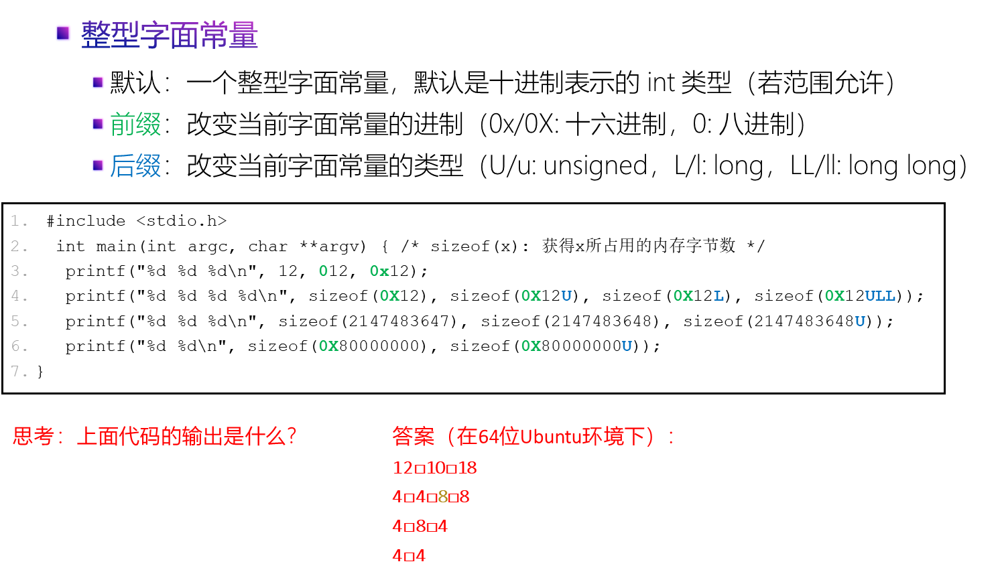 整型字面常量
默认：一个整型字面常量，默认是十进制表示的 int 类型（若范围允许）
前缀：改变当前字面常量的进制（0x/0X: 十六进制，0: 八进制）
后缀：改变当前字面常量的类型（U/u: unsigned，L/l: long，LL/ll: long long）
1. #include <stdio.h>
2. int main(int argc, char **argv) { /* sizeof(x): 获得x所占用的内存字节数 */
3. printf("%d %d %d\n", 12, 012, 0x12);
4. printf("%d %d %d %d\n", sizeof(0X12), sizeof(0X12U), sizeof(0X12L), sizeof(0X12ULL));
5. printf("%d %d %d\n", sizeof(2147483647), sizeof(2147483648), sizeof(2147483648U));
6. printf("%d %d\n", sizeof(0X80000000), sizeof(0X80000000U));
7. }
思考：上面代码的输出是什么？
答案（在64位Ubuntu环境下）：
12□10□18
4□4□8□8
4□8□4
4□4